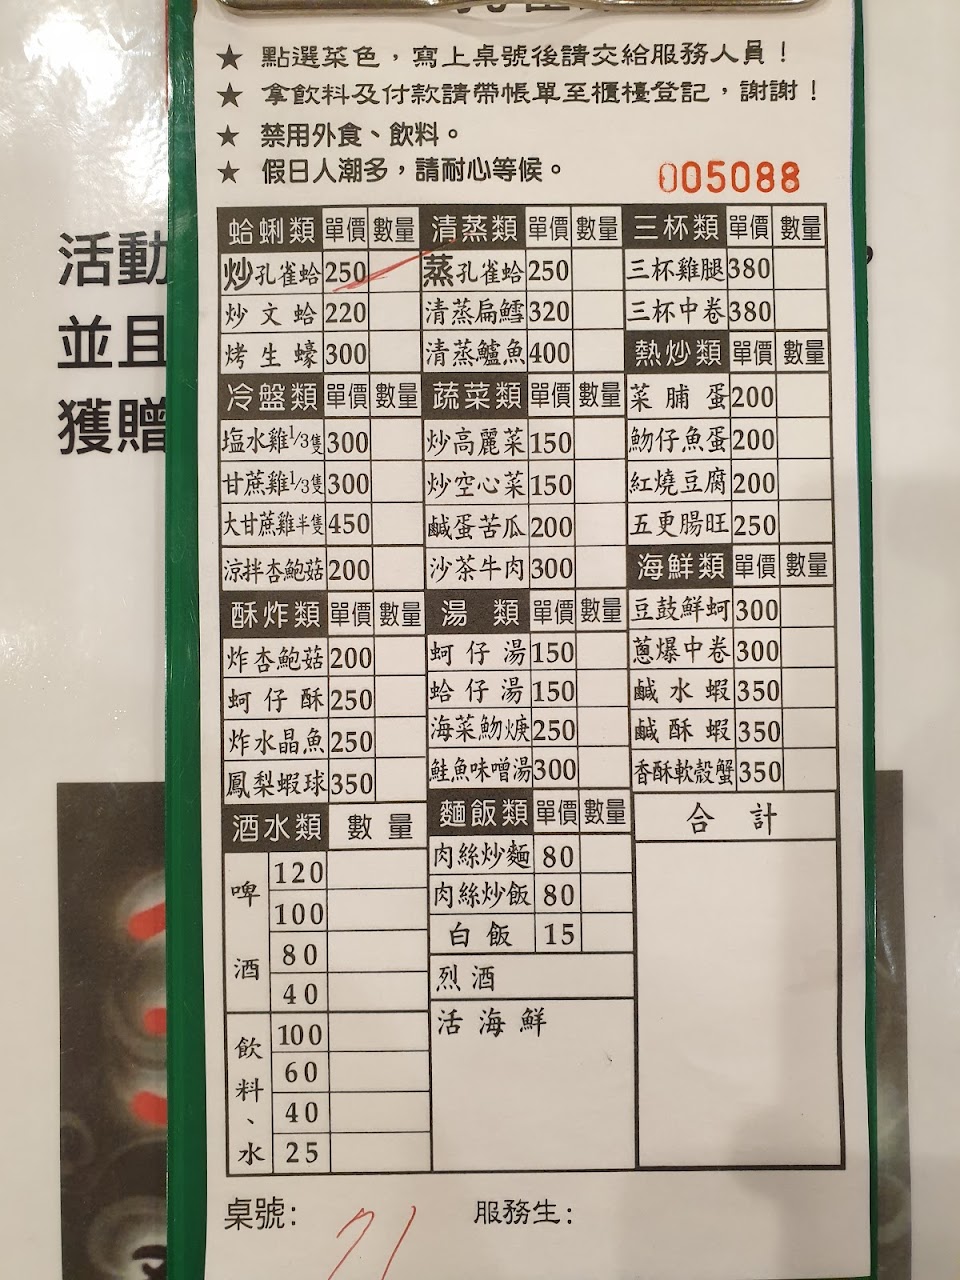 ★ 點選菜色，寫上桌號後請交給服務人員！
★ 拿飲料及付款請帶帳單至櫃檯登記，謝謝！
★ 禁用外食、飲料。
★ 假日人潮多，請耐心等候。
005088
活動
並且
獲贈
蛤蜊類 單價 數量
炒孔雀蛤 250
炒文蛤 220
烤生蠔 300
冷盤類 單價 數量
塩水雞1/3隻 300
甘蔗雞1/3隻 300
大甘蔗雞半隻 450
涼拌杏鮑菇 200
酥炸類 單價 數量
炸杏鮑菇 200
蚵仔酥 250
炸水晶魚 250
鳳梨蝦球 350
酒水類 數量
啤酒
120
100
80
40
飲料、水
100
60
40
25
清蒸類 單價 數量
蒸孔雀蛤 250
清蒸扁鱈 320
清蒸鱸魚 400
蔬菜類 單價 數量
炒高麗菜 150
炒空心菜 150
鹹蛋苦瓜 200
沙茶牛肉 300
湯類 單價 數量
蚵仔湯 150
蛤仔湯 150
海菜魩焿 250
鮭魚味噌湯 300
麵飯類 單價 數量
肉絲炒麵 80
肉絲炒飯 80
白飯 15
烈酒
活海鮮
三杯類 單價 數量
三杯雞腿 380
三杯中卷 380
熱炒類 單價 數量
菜脯蛋 200
魩仔魚蛋 200
紅燒豆腐 200
五更腸旺 250
海鮮類 單價 數量
豆鼓鮮蚵 300
蔥爆中卷 300
鹹水蝦 350
鹹酥蝦 350
香酥軟殼蟹 350
合計
桌號： 71
服務生：